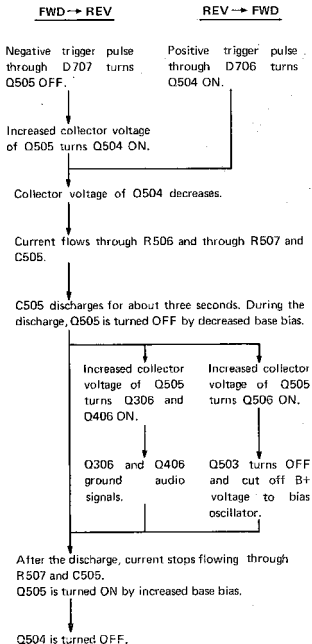 FWD → REV
REV → FWD
Negative trigger pulse
through D707 turns
Q505 OFF.
Positive trigger pulse
through D706 turns
Q504 ON.
Increased collector voltage
of Q505 turns Q504 ON.
Collector voltage of Q504 decreases.
Current flows through R506 and through R507 and
C505.
C505 discharges for about three seconds. During the
discharge, Q505 is turned OFF by decreased base bias.
Increased collector
voltage of Q505
turns Q306 and
Q406 ON.
Increased collector
voltage of Q505
turns Q506 ON.
Q306 and Q406
ground audio
signals.
Q503 turns OFF
and cut off B+
voltage to bias
oscillator.
After the discharge, current stops flowing through
R507 and C505.
Q505 is turned ON by increased base bias.
Q504 is turned OFF.